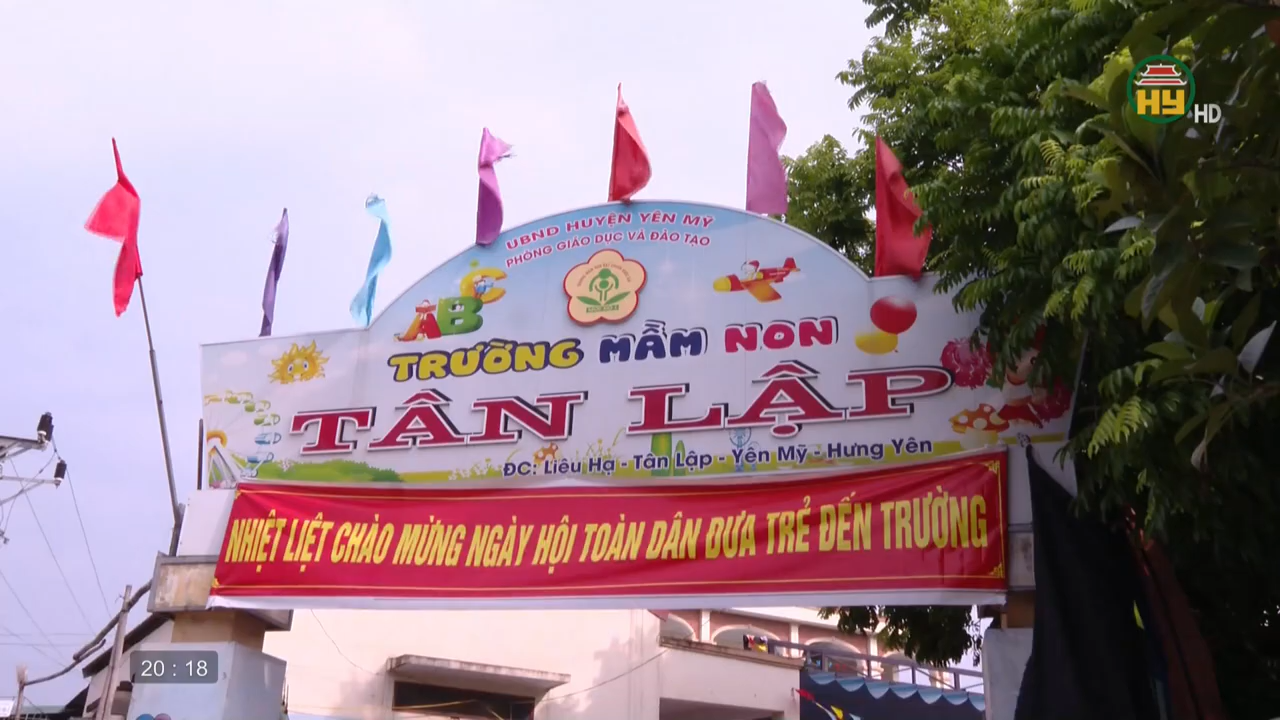 HY HD
UBND HUYỆN YÊN MỸ
PHÒNG GIÁO DỤC VÀ ĐÀO TẠO
ABC
TRƯỜNG MẦM NON
TÂN LẬP
ĐC: Liêu Hạ - Tân Lập - Yên Mỹ - Hưng Yên
NHIỆT LIỆT CHÀO MỪNG NGÀY HỘI TOÀN DÂN ĐƯA TRẺ ĐẾN TRƯỜNG
20 : 18